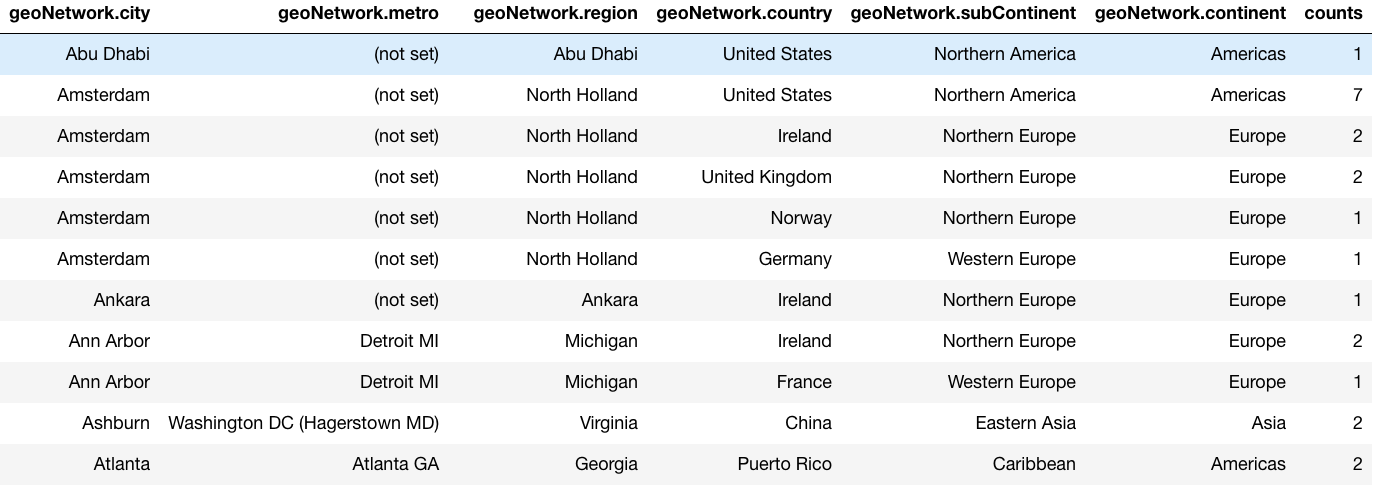 geoNetwork.city geoNetwork.metro geoNetwork.region geoNetwork.country geoNetwork.subContinent geoNetwork.continent counts
Abu Dhabi (not set) Abu Dhabi United States Northern America Americas 1
Amsterdam (not set) North Holland United States Northern America Americas 7
Amsterdam (not set) North Holland Ireland Northern Europe Europe 2
Amsterdam (not set) North Holland United Kingdom Northern Europe Europe 2
Amsterdam (not set) North Holland Norway Northern Europe Europe 1
Amsterdam (not set) North Holland Germany Western Europe Europe 1
Ankara (not set) Ankara Ireland Northern Europe Europe 1
Ann Arbor Detroit MI Michigan Ireland Northern Europe Europe 2
Ann Arbor Detroit MI Michigan France Western Europe Europe 1
Ashburn Washington DC (Hagerstown MD) Virginia China Eastern Asia Asia 2
Atlanta Atlanta GA Georgia Puerto Rico Caribbean Americas 2